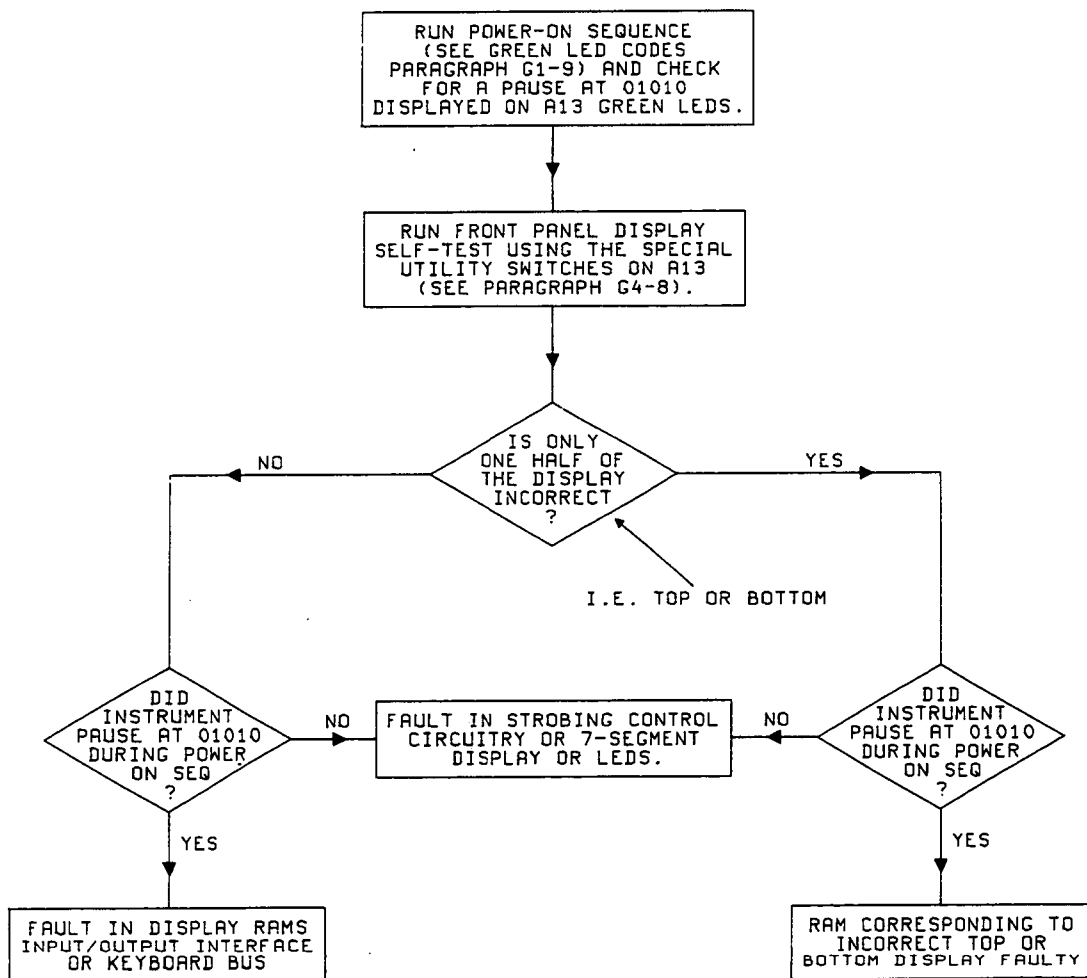 RUN POWER-ON SEQUENCE
(SEE GREEN LED CODES
PARAGRAPH G1-9) AND CHECK
FOR A PAUSE AT 01010
DISPLAYED ON A13 GREEN LEDS.
RUN FRONT PANEL DISPLAY
SELF-TEST USING THE SPECIAL
UTILITY SWITCHES ON A13
(SEE PARAGRAPH G4-8).
IS ONLY
ONE HALF OF
THE DISPLAY
INCORRECT
?
NO
YES
I.E. TOP OR BOTTOM
DID
INSTRUMENT
PAUSE AT 01010
DURING POWER
ON SEQ
?
NO
FAULT IN STROBING CONTROL
CIRCUITRY OR 7-SEGMENT
DISPLAY OR LEDS.
NO
DID
INSTRUMENT
PAUSE AT 01010
DURING POWER
ON SEQ
?
YES
YES
FAULT IN DISPLAY RAMS
INPUT/OUTPUT INTERFACE
OR KEYBOARD BUS
RAM CORRESPONDING TO
INCORRECT TOP OR
BOTTOM DISPLAY FAULTY